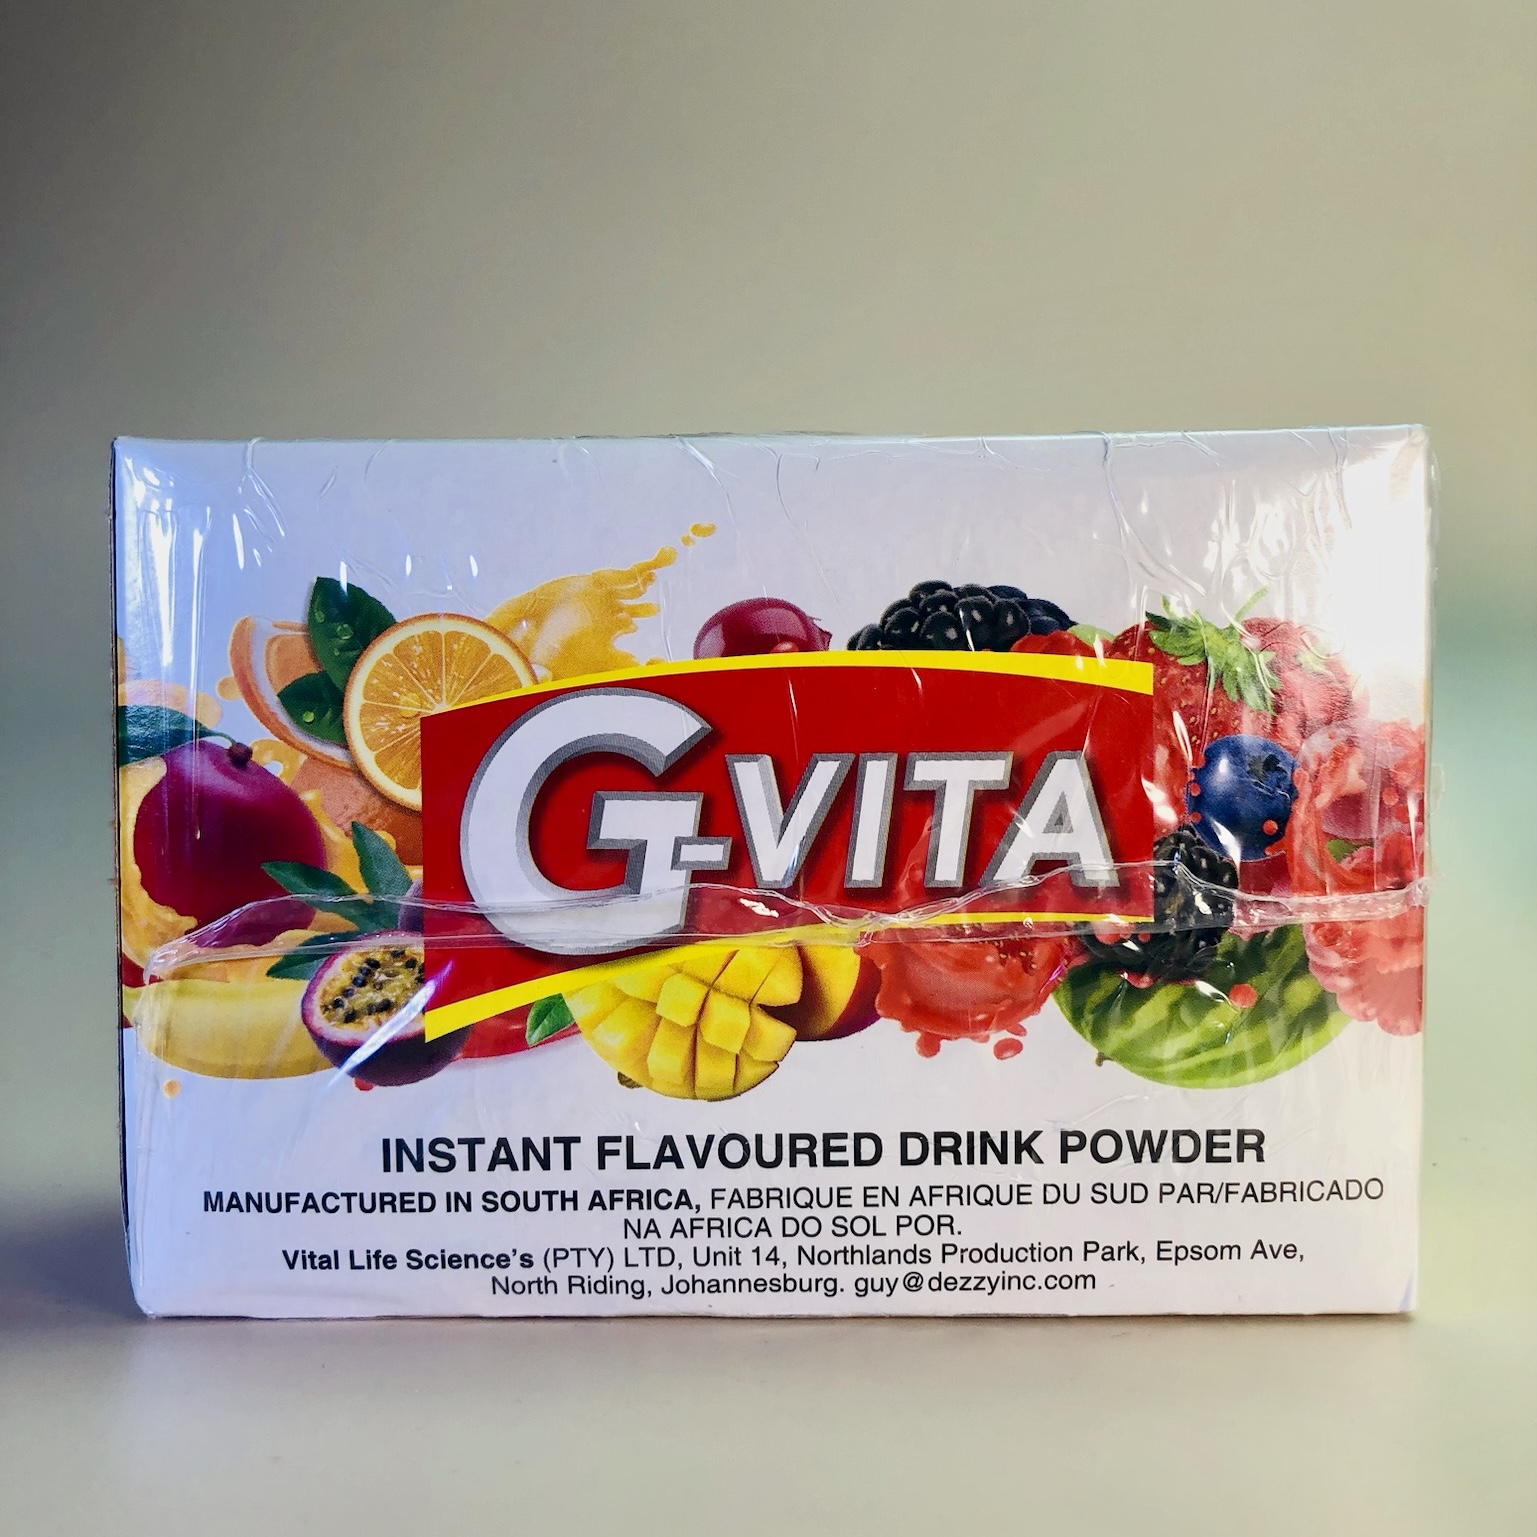 G-VITA
INSTANT FLAVOURED DRINK POWDER
MANUFACTURED IN SOUTH AFRICA, FABRIQUE EN AFRIQUE DU SUD PAR/FABRICADO
NA AFRICA DO SOL POR.
Vital Life Science's (PTY) LTD, Unit 14, Northlands Production Park, Epsom Ave,
North Riding, Johannesburg. guy@dezzyinc.com